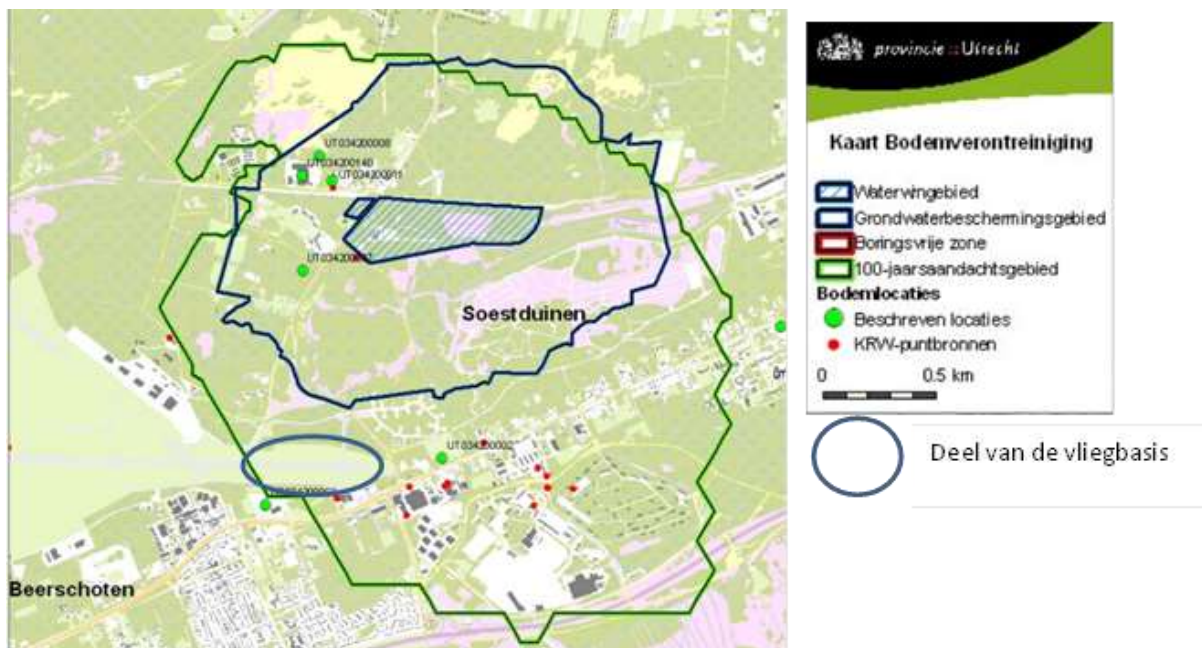 UT034200008
UT034200140
UT034200011
Soestduinen
UT034200002
Beerschoten
provincie :: Utrecht
Kaart Bodemverontreiniging
Waterwingebied
Grondwaterbeschermingsgebied
Boringsvrije zone
100-jaarsaandachtsgebied
Bodemlocaties
Beschreven locaties
KRW-puntbronnen
0 0.5 km
Deel van de vliegbasis